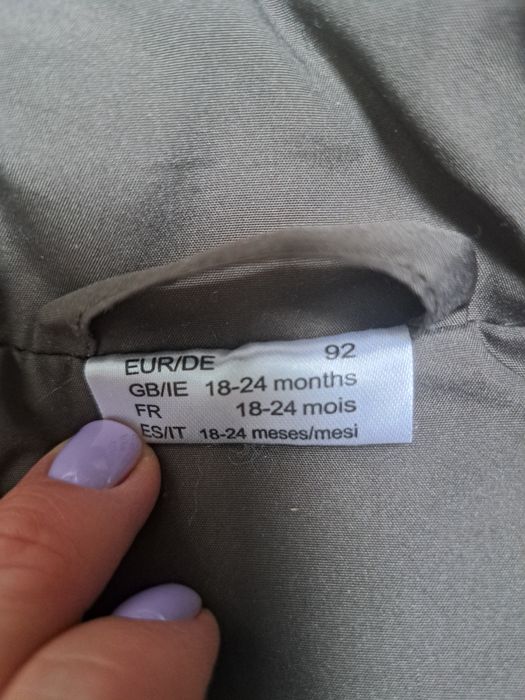 EUR/DE 92
GB/IE 18-24 months
FR 18-24 mois
ES/IT 18-24 meses/mesi